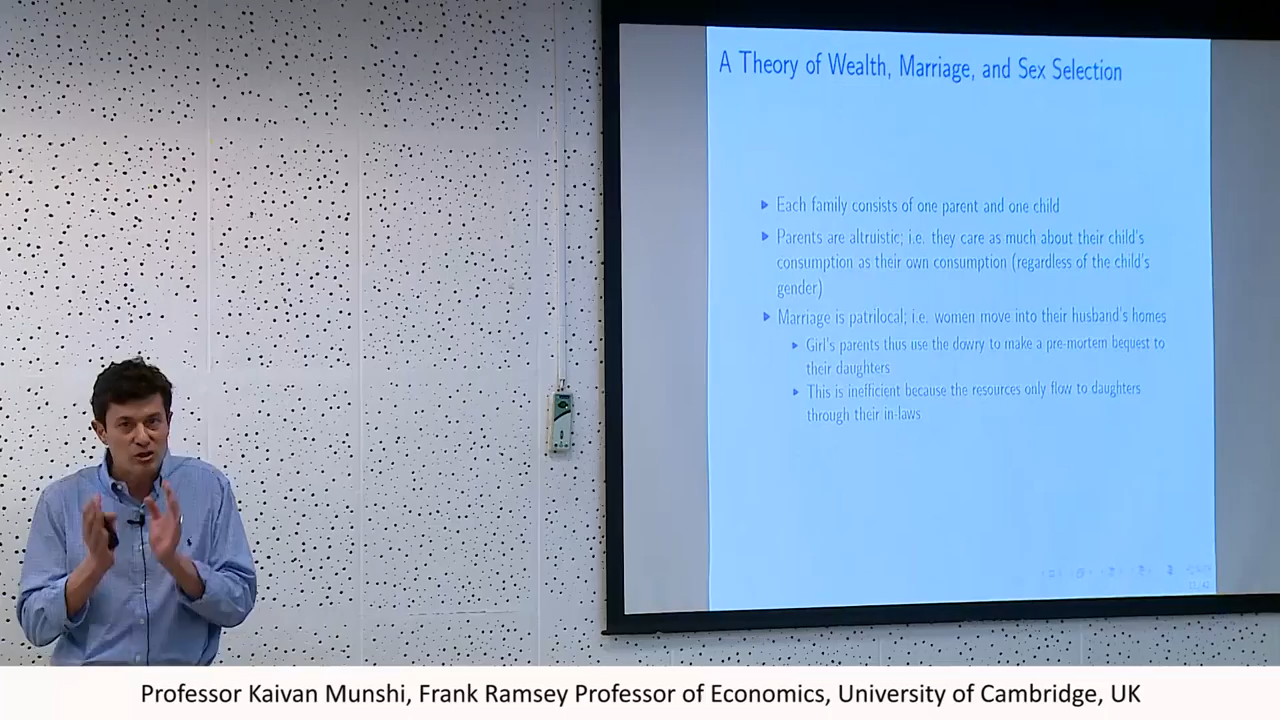 A Theory of Wealth, Marriage, and Sex Selection
Each family consists of one parent and one child
Parents are altruistic; i.e. they care as much about their child's
consumption as their own consumption (regardless of the child's
gender)
Marriage is patrilocal; i.e. women move into their husband's homes
Girl's parents thus use the dowry to make a pre-mortem bequest to
their daughters
This is inefficient because the resources only flow to daughters
through their in-laws
Professor Kaivan Munshi, Frank Ramsey Professor of Economics, University of Cambridge, UK